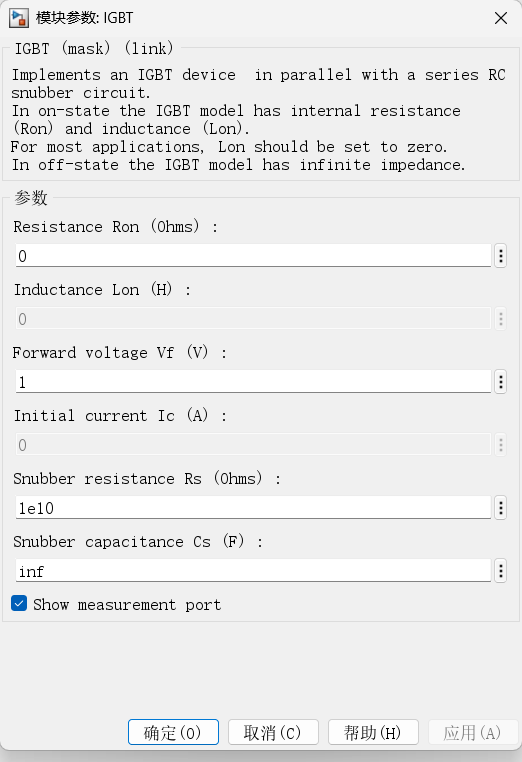 模块参数: IGBT
IGBT (mask) (link)
Implements an IGBT device  in parallel with a series RC
snubber circuit.
In on-state the IGBT model has internal resistance
(Ron) and inductance (Lon).
For most applications, Lon should be set to zero.
In off-state the IGBT model has infinite impedance.
参数
Resistance Ron (Ohms) :
0
Inductance Lon (H) :
0
Forward voltage Vf (V) :
1
Initial current Ic (A) :
0
Snubber resistance Rs (Ohms) :
1e10
Snubber capacitance Cs (F) :
inf
Show measurement port
确定(O) 取消(C) 帮助(H) 应用(A)